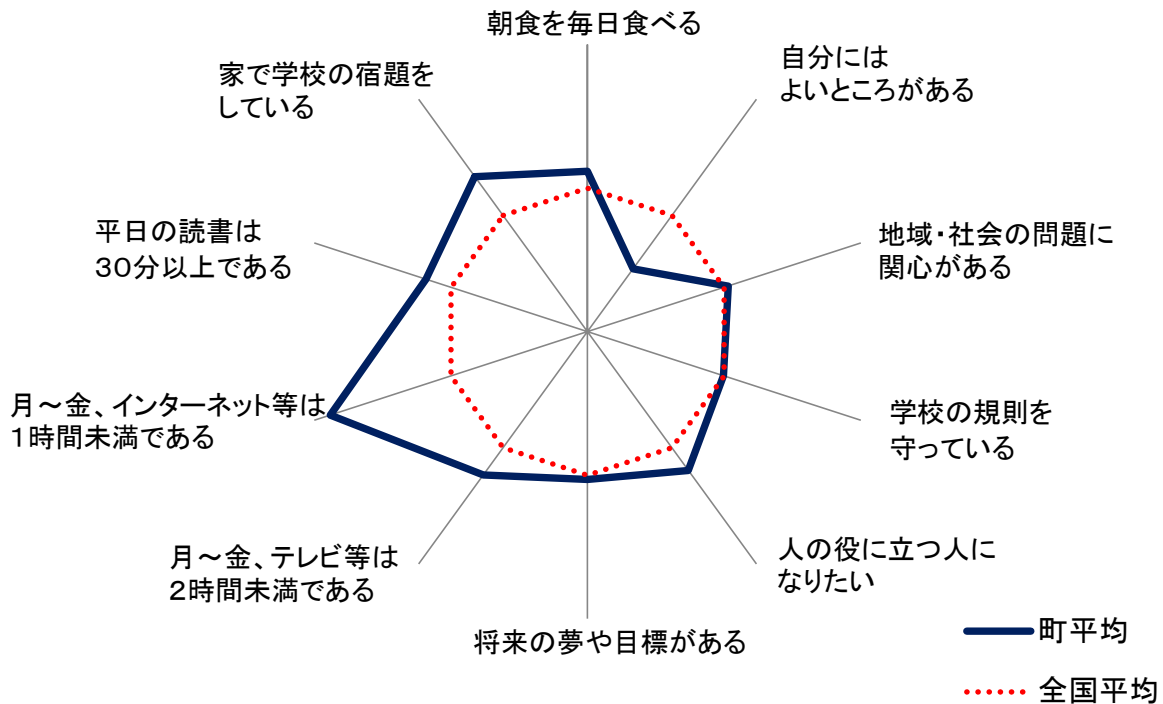 朝食を毎日食べる
自分には
よいところがある
地域・社会の問題に
関心がある
学校の規則を
守っている
人の役に立つ人に
なりたい
将来の夢や目標がある
月～金、テレビ等は
２時間未満である
月～金、インターネット等は
１時間未満である
平日の読書は
３０分以上である
家で学校の宿題を
している
町平均
全国平均